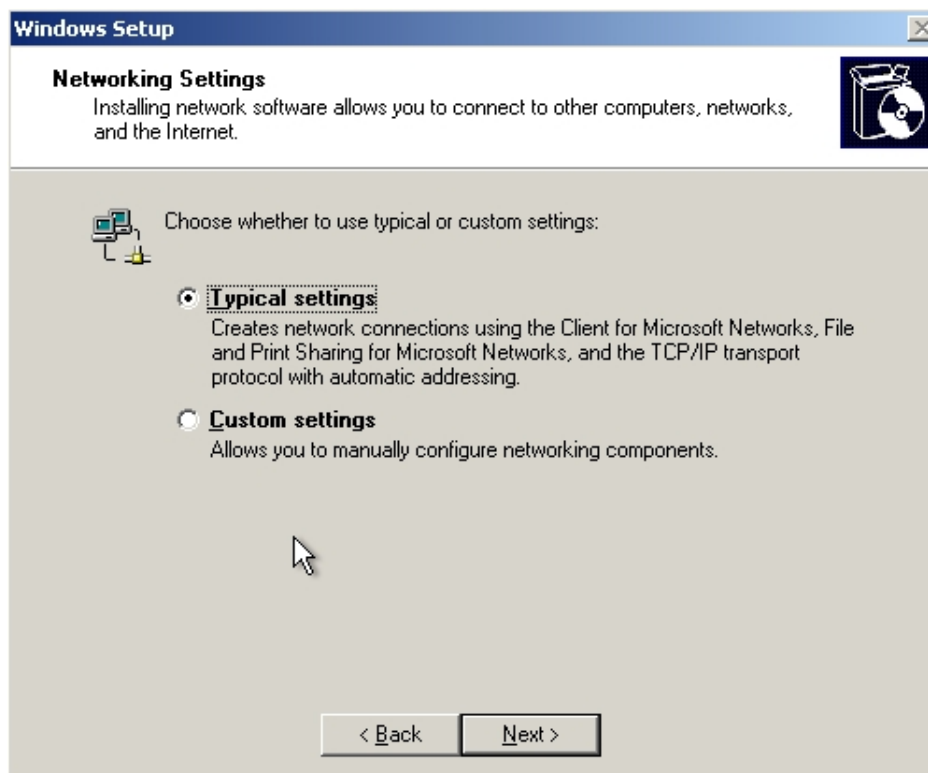 Windows Setup
Networking Settings
Installing network software allows you to connect to other computers, networks,
and the Internet.
Choose whether to use typical or custom settings:
Typical settings
Creates network connections using the Client for Microsoft Networks, File
and Print Sharing for Microsoft Networks, and the TCP/IP transport
protocol with automatic addressing.
Custom settings
Allows you to manually configure networking components.
< Back Next >